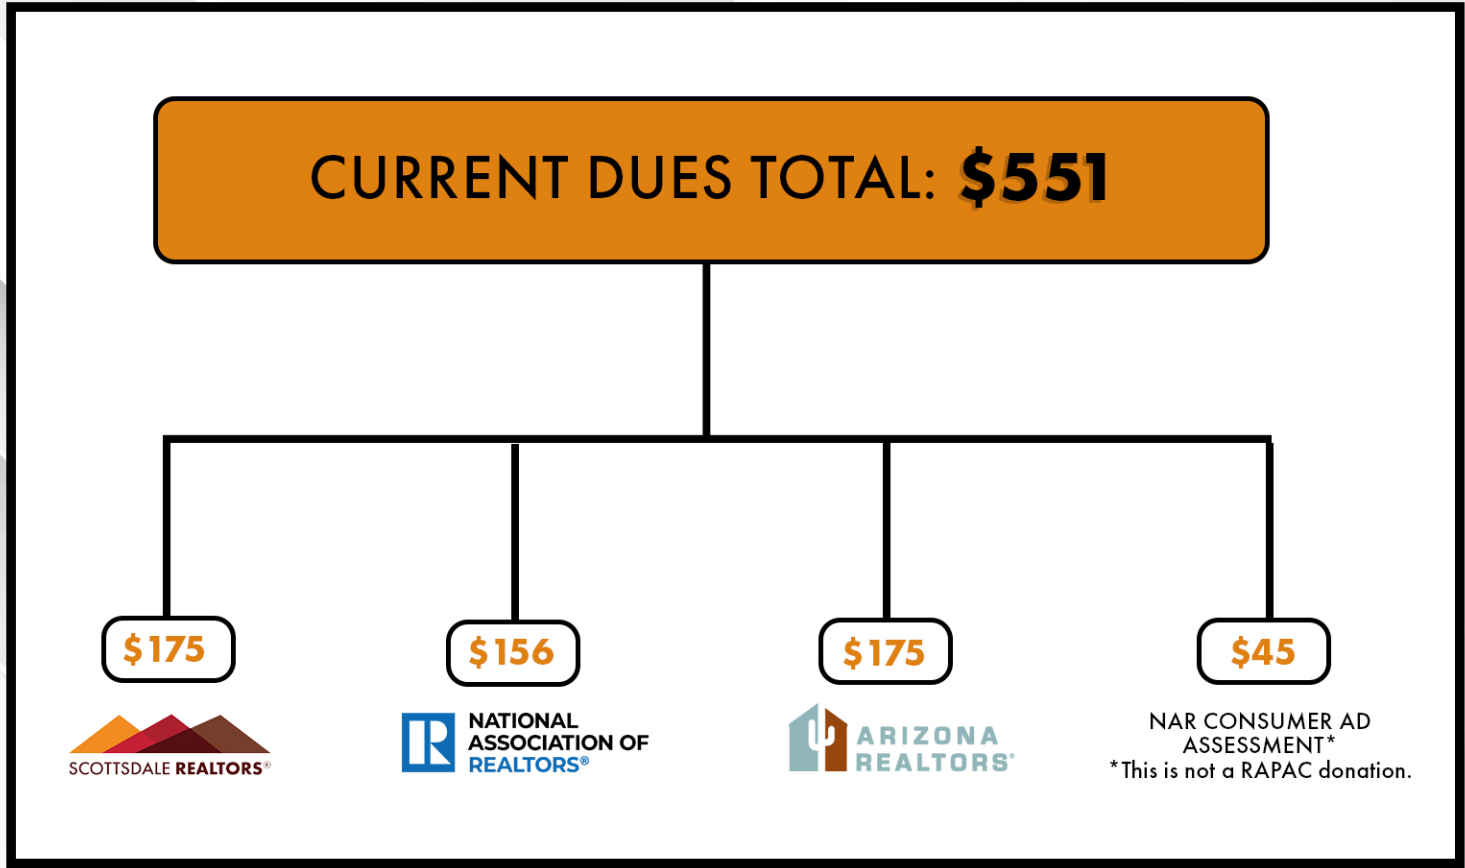 CURRENT DUES TOTAL: $551
$175
$156
$175
$45
SCOTTSDALE REALTORS®
NATIONAL
ASSOCIATION OF
REALTORS®
ARIZONA
REALTORS®
NAR CONSUMER AD
ASSESSMENT*
*This is not a RAPAC donation.